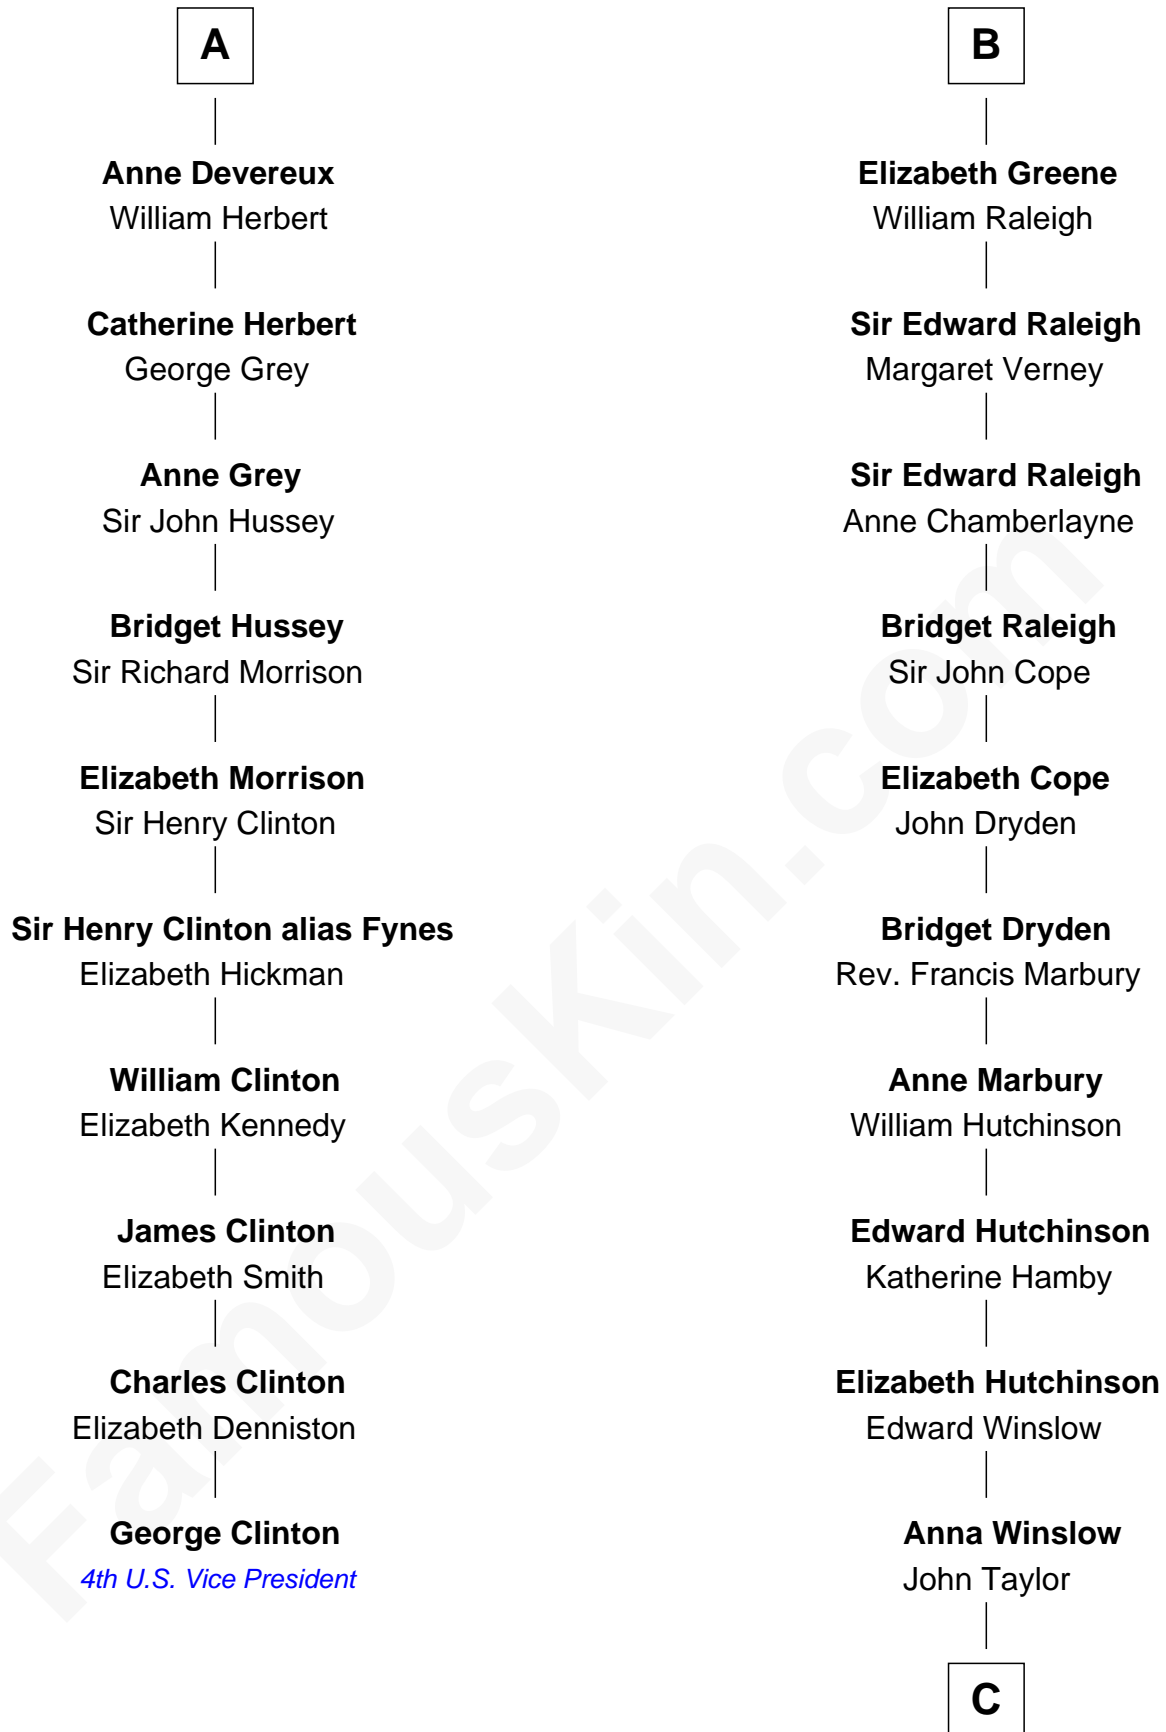 A
Anne Devereux
William Herbert
Catherine Herbert
George Grey
Anne Grey
Sir John Hussey
Bridget Hussey
Sir Richard Morrison
Elizabeth Morrison
Sir Henry Clinton
Sir Henry Clinton alias Fynes
Elizabeth Hickman
William Clinton
Elizabeth Kennedy
James Clinton
Elizabeth Smith
Charles Clinton
Elizabeth Denniston
George Clinton
4th U.S. Vice President
B
Elizabeth Greene
William Raleigh
Sir Edward Raleigh
Margaret Verney
Sir Edward Raleigh
Anne Chamberlayne
Bridget Raleigh
Sir John Cope
Elizabeth Cope
John Dryden
Bridget Dryden
Rev. Francis Marbury
Anne Marbury
William Hutchinson
Edward Hutchinson
Katherine Hamby
Elizabeth Hutchinson
Edward Winslow
Anna Winslow
John Taylor
C
FamousKin.com